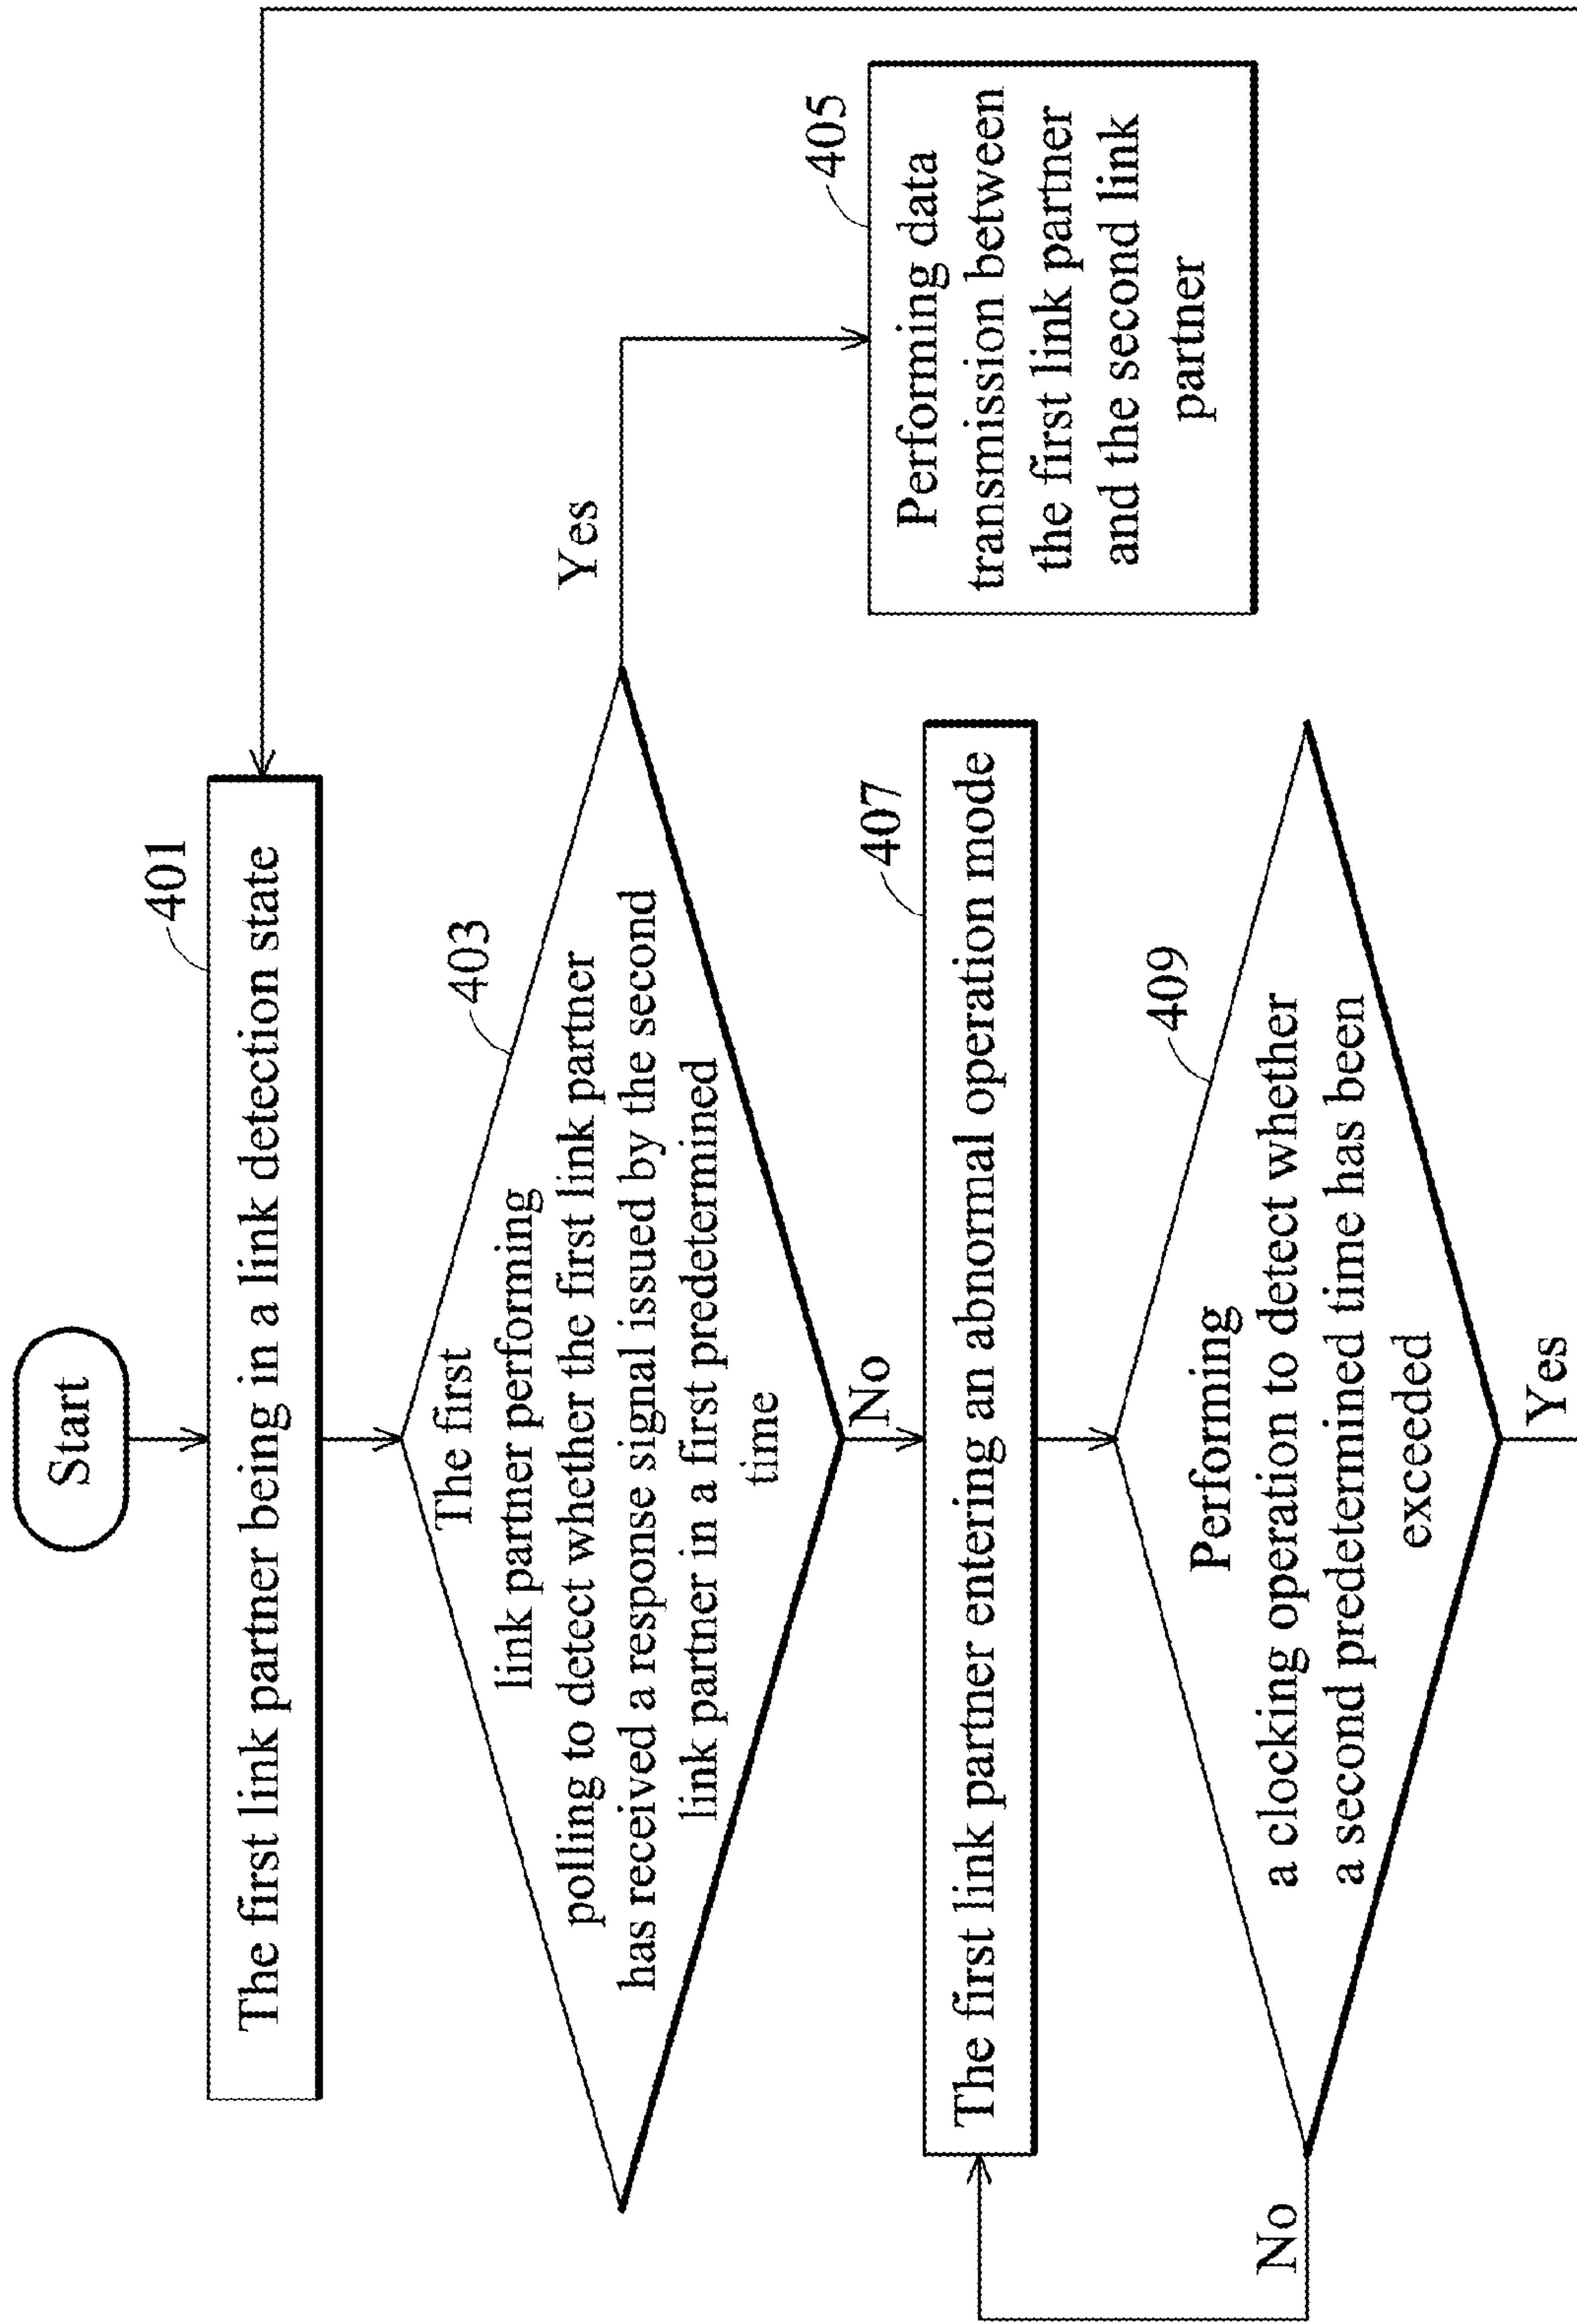 Start
401
The first link partner being in a link detection state
403
The first
link partner performing
polling to detect whether the first link partner
has received a response signal issued by the second
link partner in a first predetermined
time
Yes
405
Performing data
transmission between
the first link partner
and the second link
partner
No
407
The first link partner entering an abnormal operation mode
409
Performing
a clocking operation to detect whether
a second predetermined time has been
exceeded
No
Yes